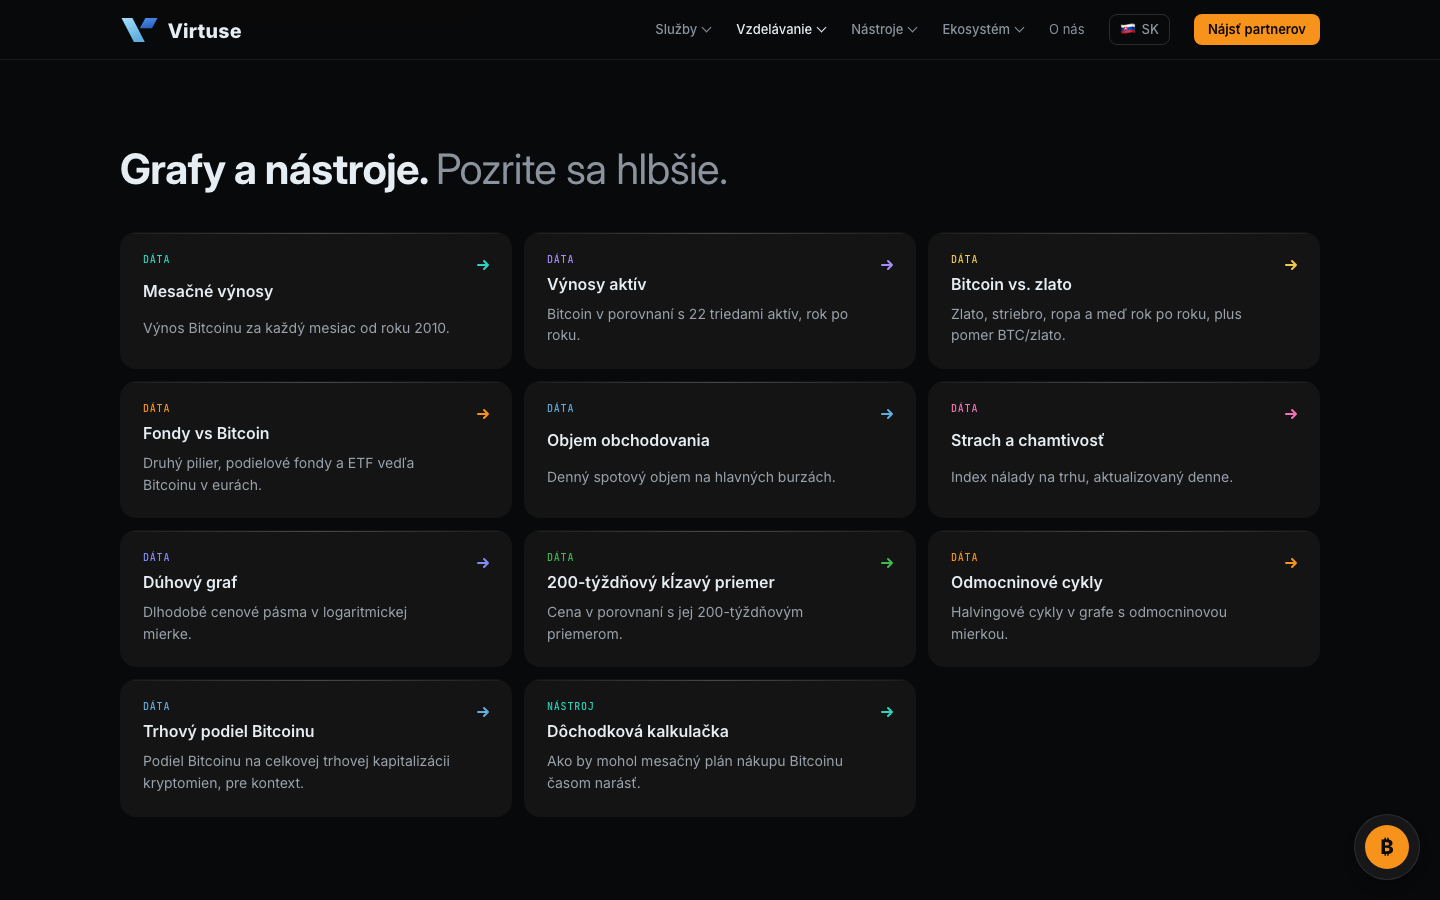 Virtuse
Služby
Vzdelávanie
Nástroje
Ekosystém
O nás
SK
Nájsť partnerov
Grafy a nástroje. Pozrite sa hlbšie.
DÁTA
Mesačné výnosy
Výnos Bitcoinu za každý mesiac od roku 2010.
DÁTA
Výnosy aktív
Bitcoin v porovnaní s 22 triedami aktív, rok po
roku.
DÁTA
Bitcoin vs. zlato
Zlato, striebro, ropa a meď rok po roku, plus
pomer BTC/zlato.
DÁTA
Fondy vs Bitcoin
Druhý pilier, podielové fondy a ETF vedľa
Bitcoinu v eurách.
DÁTA
Objem obchodovania
Denný spotový objem na hlavných burzách.
DÁTA
Strach a chamtivosť
Index nálady na trhu, aktualizovaný denne.
DÁTA
Dúhový graf
Dlhodobé cenové pásma v logaritmickej
mierke.
DÁTA
200-týždňový kĺzavý priemer
Cena v porovnaní s jej 200-týždňovým
priemerom.
DÁTA
Odmocninové cykly
Halvingové cykly v grafe s odmocninovou
mierkou.
DÁTA
Trhový podiel Bitcoinu
Podiel Bitcoinu na celkovej trhovej kapitalizácii
kryptomien, pre kontext.
NÁSTROJ
Dôchodková kalkulačka
Ako by mohol mesačný plán nákupu Bitcoinu
časom narásť.